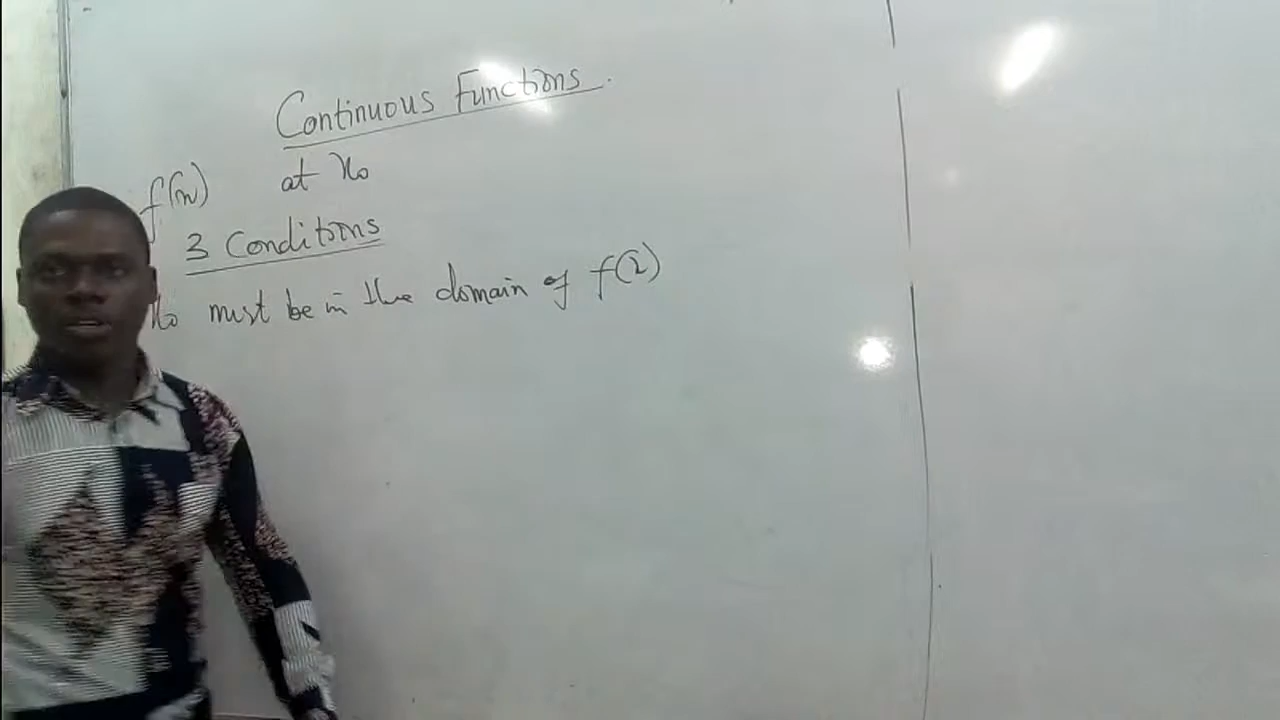 Continuous Functions.
f(x) at x₀
3 Conditions
x₀ must be in the domain of f(x)